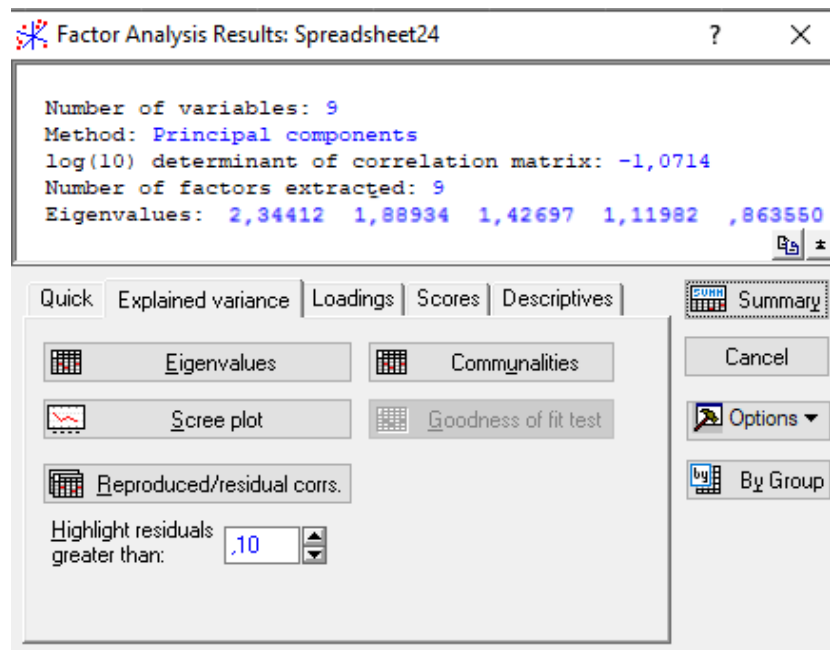 Factor Analysis Results: Spreadsheet24 ? ×
Number of variables: 9
Method: Principal components
log(10) determinant of correlation matrix: -1,0714
Number of factors extracted: 9
Eigenvalues: 2,34412 1,88934 1,42697 1,11982 ,863550
Quick Explained variance Loadings Scores Descriptives
SUMM Summary
Eigenvalues Communalities
Cancel
Scree plot Goodness of fit test
Options
Reproduced/residual corrs.
by By Group
Highlight residuals
greater than: ,10